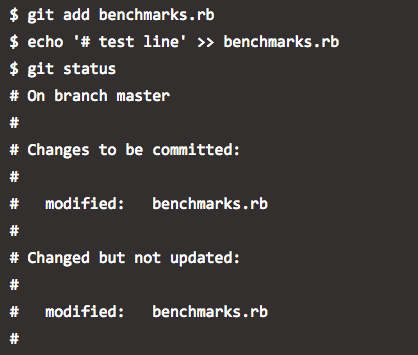 $ git add benchmarks.rb
$ echo '# test line' >> benchmarks.rb
$ git status
# On branch master
#
# Changes to be committed:
#
#   modified:   benchmarks.rb
#
# Changed but not updated:
#
#   modified:   benchmarks.rb
#